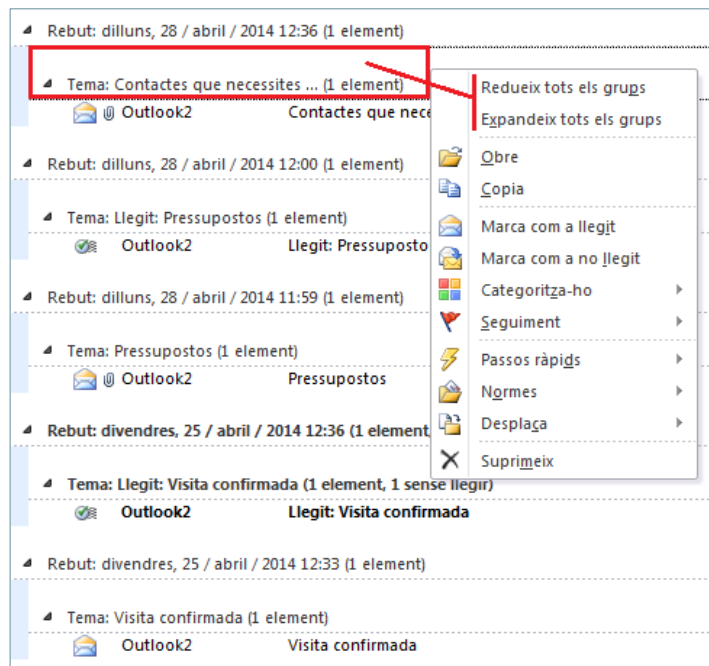 Rebut: dilluns, 28 / abril / 2014 12:36 (1 element)
Tema: Contactes que necessites ... (1 element)
Outlook2 Contactes que nece
Rebut: dilluns, 28 / abril / 2014 12:00 (1 element)
Tema: Llegit: Pressupostos (1 element)
Outlook2 Llegit: Pressuposto
Rebut: dilluns, 28 / abril / 2014 11:59 (1 element)
Tema: Pressupostos (1 element)
Outlook2 Pressupostos
Rebut: divendres, 25 / abril / 2014 12:36 (1 element,
Tema: Llegit: Visita confirmada (1 element, 1 sense llegir)
Outlook2 Llegit: Visita confirmada
Rebut: divendres, 25 / abril / 2014 12:33 (1 element)
Tema: Visita confirmada (1 element)
Outlook2 Visita confirmada
Redueix tots els grups
Expandeix tots els grups
Obre
Copia
Marca com a llegit
Marca com a no llegit
Categoritza-ho
Seguiment
Passos ràpids
Normes
Desplaça
Suprimeix